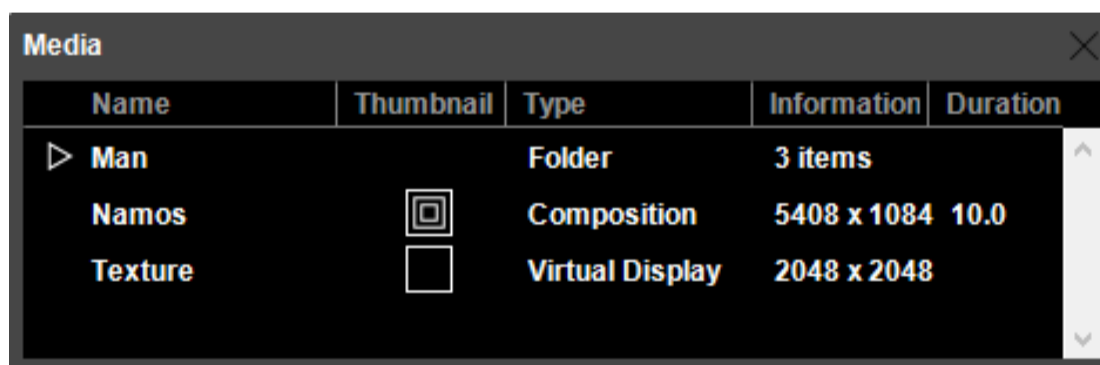 Media
Name Thumbnail Type Information Duration
Man Folder 3 items
Namos Composition 5408 x 1084 10.0
Texture Virtual Display 2048 x 2048